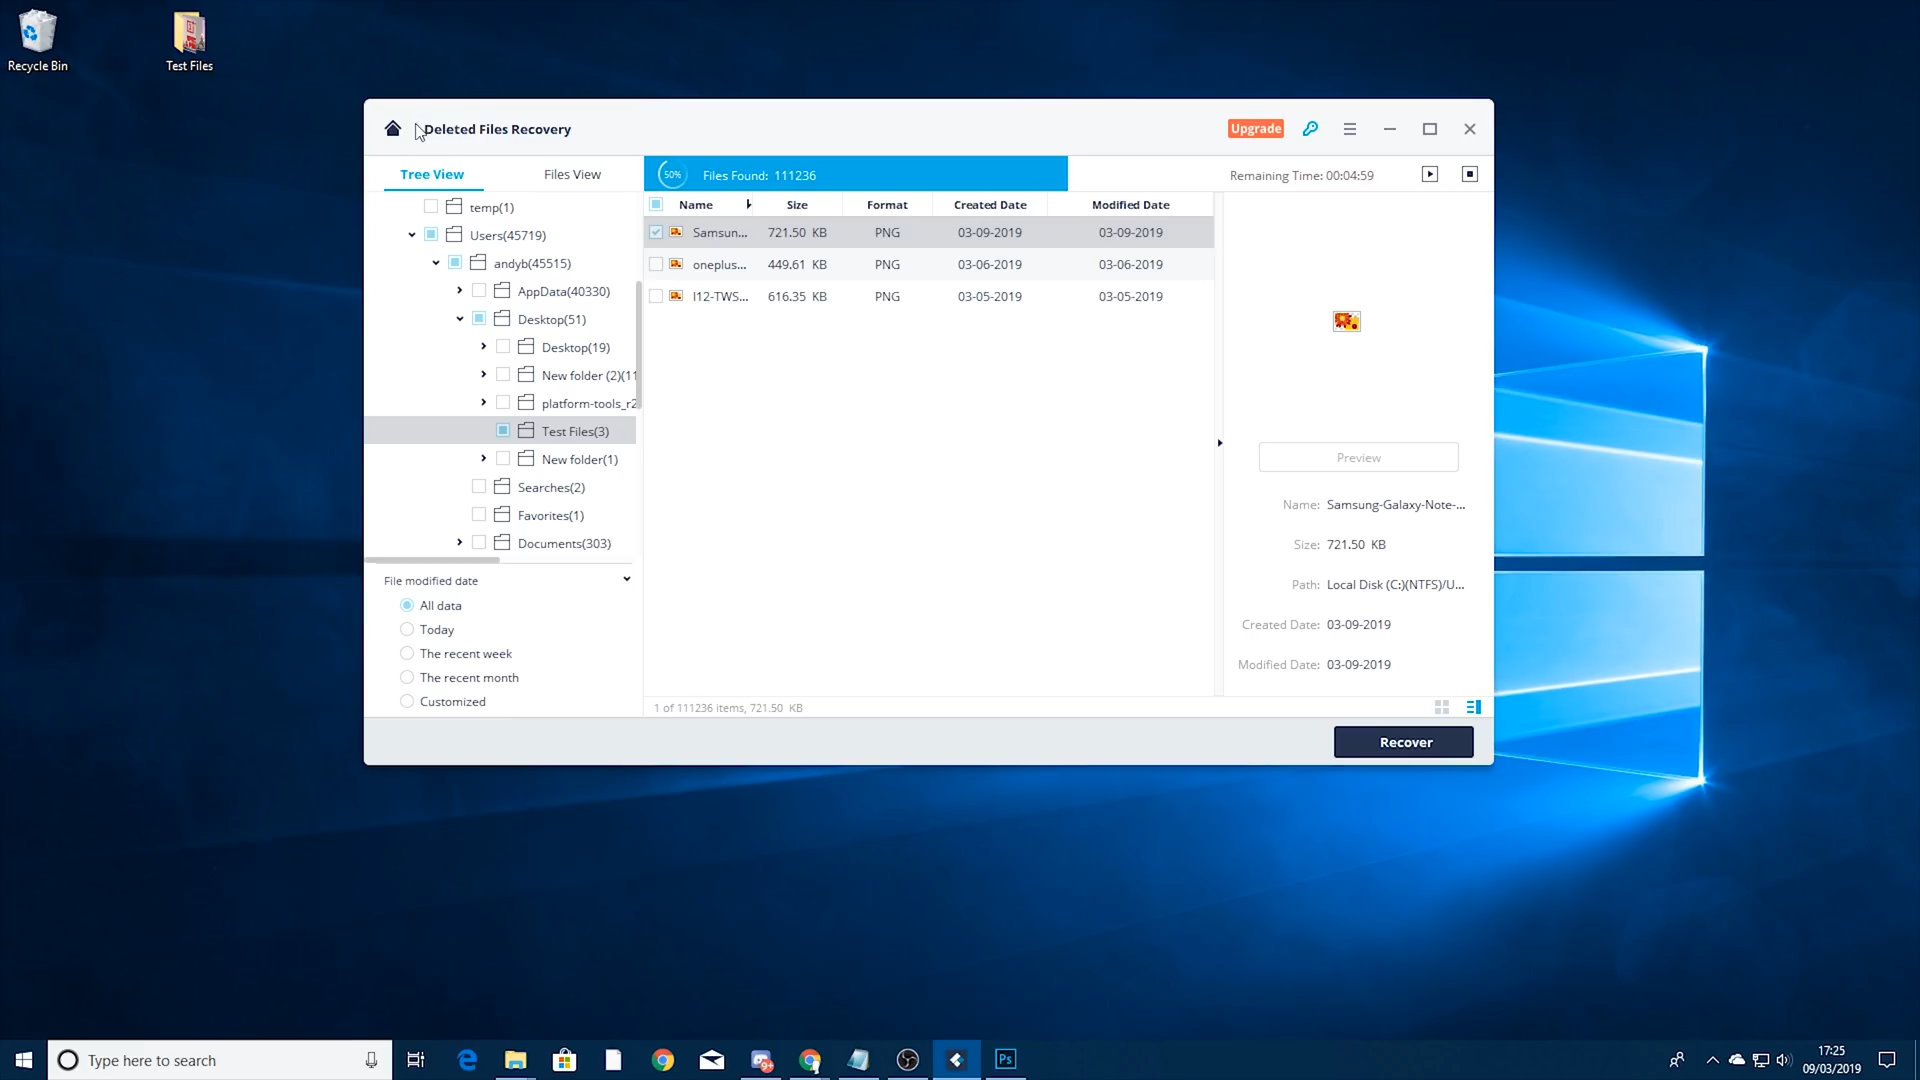 Recycle Bin
Test Files
Deleted Files Recovery
Upgrade
Tree View
Files View
50%
Files Found: 111236
Remaining Time: 00:04:59
Name
Size
Format
Created Date
Modified Date
temp(1)
Users(45719)
andyb(45515)
AppData(40330)
Desktop(51)
Desktop(19)
New folder (2)(11
platform-tools_r2
Test Files(3)
New folder(1)
Searches(2)
Favorites(1)
Documents(303)
Samsun... 721.50 KB PNG 03-09-2019 03-09-2019
oneplus... 449.61 KB PNG 03-06-2019 03-06-2019
I12-TWS... 616.35 KB PNG 03-05-2019 03-05-2019
Preview
Name: Samsung-Galaxy-Note-...
Size: 721.50 KB
Path: Local Disk (C:)(NTFS)/U...
Created Date: 03-09-2019
Modified Date: 03-09-2019
File modified date
All data
Today
The recent week
The recent month
Customized
1 of 111236 items, 721.50 KB
Recover
Type here to search
9+
Ps
17:25
09/03/2019